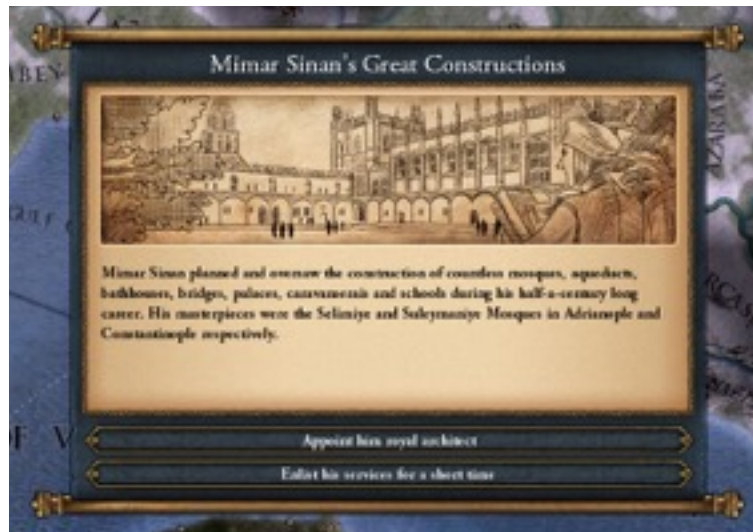 Mimar Sinan's Great Constructions
Mimar Sinan planned and oversaw the construction of countless mosques, aqueducts,
bathhouses, bridges, palaces, caravanserais and schools during his half-a-century long
career. His masterpieces were the Selimiye and Suleymaniye Mosques in Adrianople and
Constantinople respectively.
Appoint him royal architect
Enlist his services for a short time